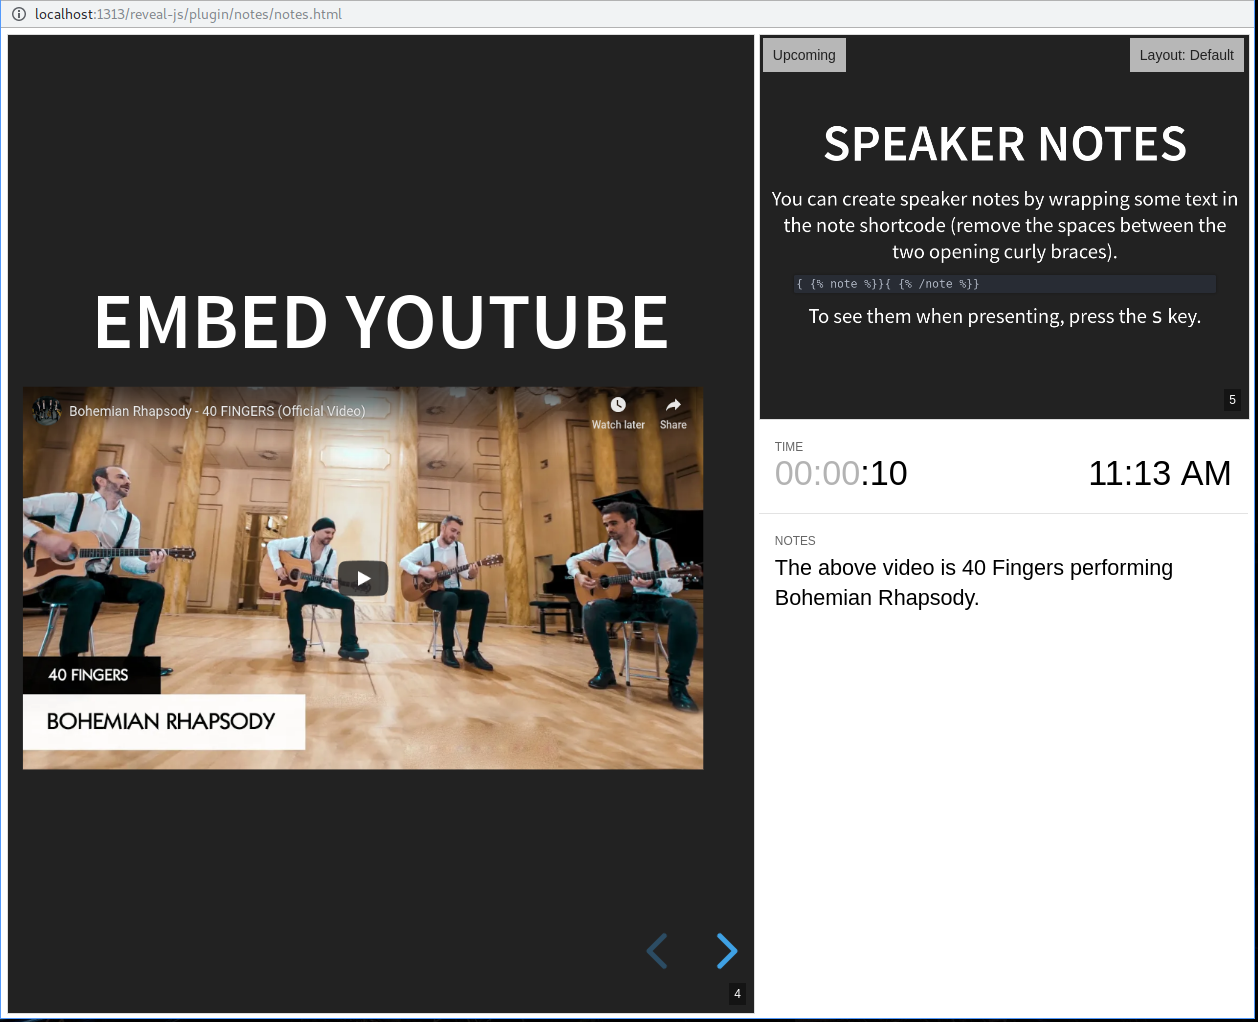 localhost:1313/reveal-js/plugin/notes/notes.html
EMBED YOUTUBE
Bohemian Rhapsody - 40 FINGERS (Official Video)
Watch later
Share
40 FINGERS
BOHEMIAN RHAPSODY
4
Upcoming
Layout: Default
SPEAKER NOTES
You can create speaker notes by wrapping some text in
the note shortcode (remove the spaces between the
two opening curly braces).
{ {% note %}}{ {% /note %}}
To see them when presenting, press the S key.
5
TIME
00:00:10
11:13 AM
NOTES
The above video is 40 Fingers performing
Bohemian Rhapsody.